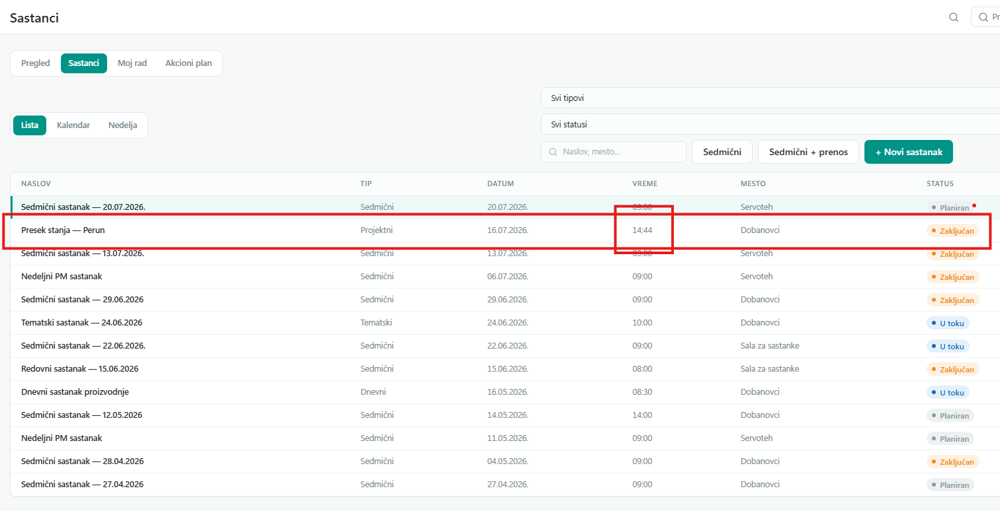 Sastanci
Pr
Pregled Sastanci Moj rad Akcioni plan
Svi tipovi
Lista Kalendar Nedelja
Svi statusi
Naslov, mesto... Sedmični Sedmični + prenos + Novi sastanak
NASLOV TIP DATUM VREME MESTO STATUS
Sedmični sastanak — 20.07.2026. Sedmični 20.07.2026. 09:00 Servoteh Planiran
Presek stanja — Perun Projektni 16.07.2026. 14:44 Dobanovci Zaključan
Sedmični sastanak — 13.07.2026. Sedmični 13.07.2026. 09:00 Servoteh Zaključan
Nedeljni PM sastanak Sedmični 06.07.2026. 09:00 Servoteh Zaključan
Sedmični sastanak — 29.06.2026 Sedmični 29.06.2026. 09:00 Dobanovci Zaključan
Tematski sastanak — 24.06.2026 Tematski 24.06.2026. 10:00 Dobanovci U toku
Sedmični sastanak — 22.06.2026. Sedmični 22.06.2026. 09:00 Sala za sastanke U toku
Redovni sastanak — 15.06.2026 Sedmični 15.06.2026. 08:00 Sala za sastanke Zaključan
Dnevni sastanak proizvodnje Dnevni 16.05.2026. 08:30 Dobanovci U toku
Sedmični sastanak — 12.05.2026 Sedmični 14.05.2026. 14:00 Dobanovci Planiran
Nedeljni PM sastanak Sedmični 11.05.2026. 09:00 Servoteh Planiran
Sedmični sastanak — 28.04.2026 Sedmični 04.05.2026. 09:00 Dobanovci Zaključan
Sedmični sastanak — 27.04.2026 Sedmični 27.04.2026. 09:00 Dobanovci Planiran